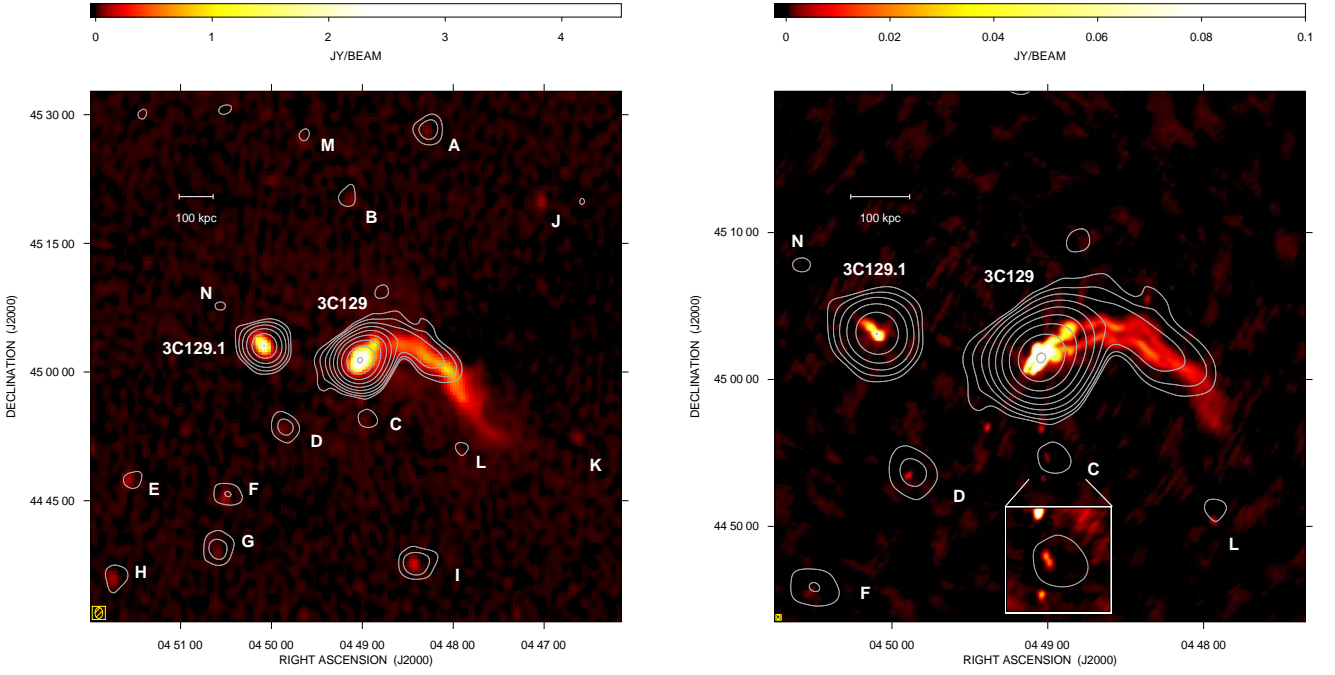 0 1 2 3 4
JY/BEAM
45 30 00
45 15 00
45 00 00
44 45 00
DECLINATION (J2000)
M
A
100 kpc
B
J
N
3C129
3C129.1
C
D
L
K
E
F
G
H
I
04 51 00 04 50 00 04 49 00 04 48 00 04 47 00
RIGHT ASCENSION (J2000)
0 0.02 0.04 0.06 0.08 0.1
JY/BEAM
45 10 00
45 00 00
44 50 00
DECLINATION (J2000)
100 kpc
N
3C129.1
3C129
C
D
L
F
04 50 00 04 49 00 04 48 00
RIGHT ASCENSION (J2000)